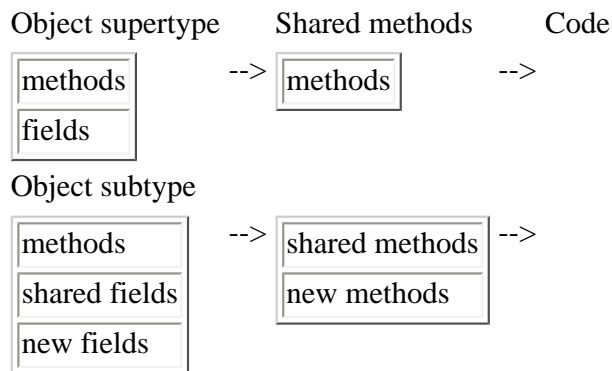 Object supertype Shared methods Code
methods --> methods -->
fields
Object subtype
methods --> shared methods -->
shared fields new methods
new fields